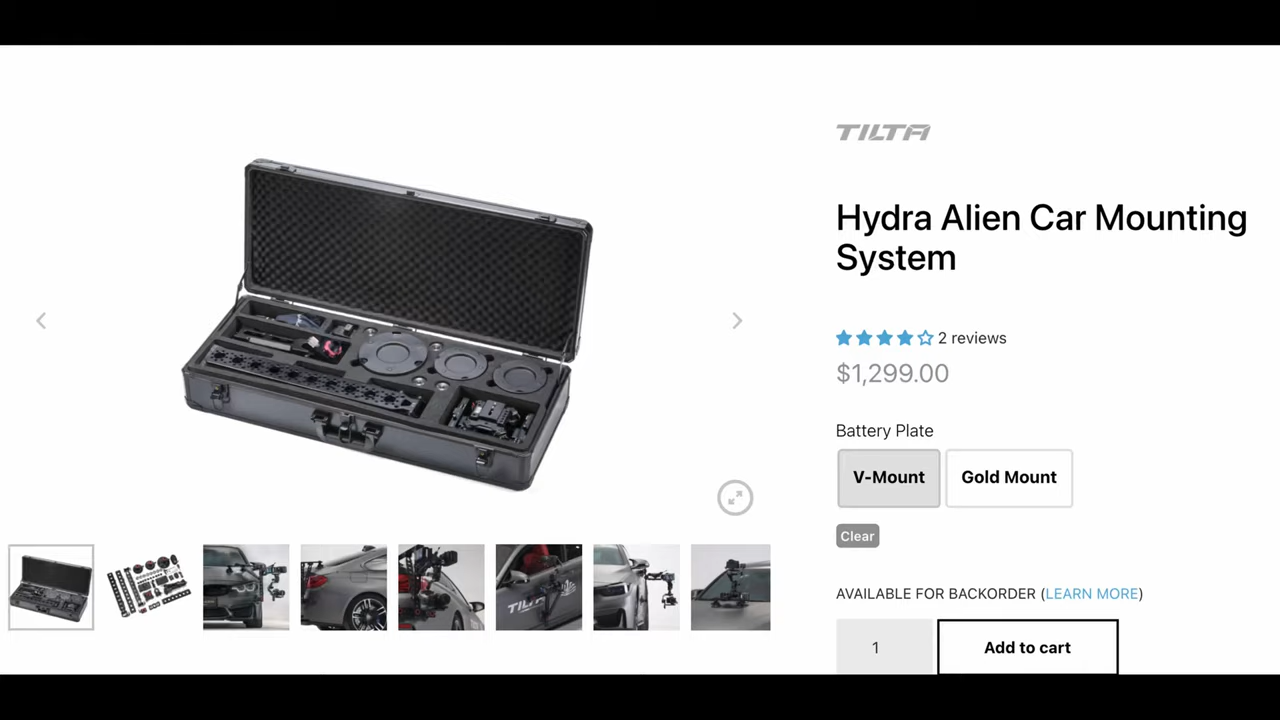 TILTA
Hydra Alien Car Mounting
System
2 reviews
$1,299.00
Battery Plate
V-Mount
Gold Mount
Clear
AVAILABLE FOR BACKORDER (LEARN MORE)
1
Add to cart
TILTA